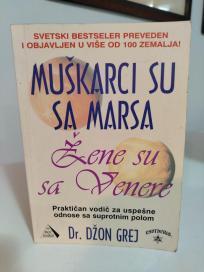 SVETSKI BESTSELER PREVEDEN
I OBJAVLJEN U VIŠE OD 100 ZEMALJA!
MUŠKARCI SU
SA MARSA
Žene su
sa Venere
Praktičan vodič za uspešne
odnose sa suprotnim polom
Dr. DŽON GREJ